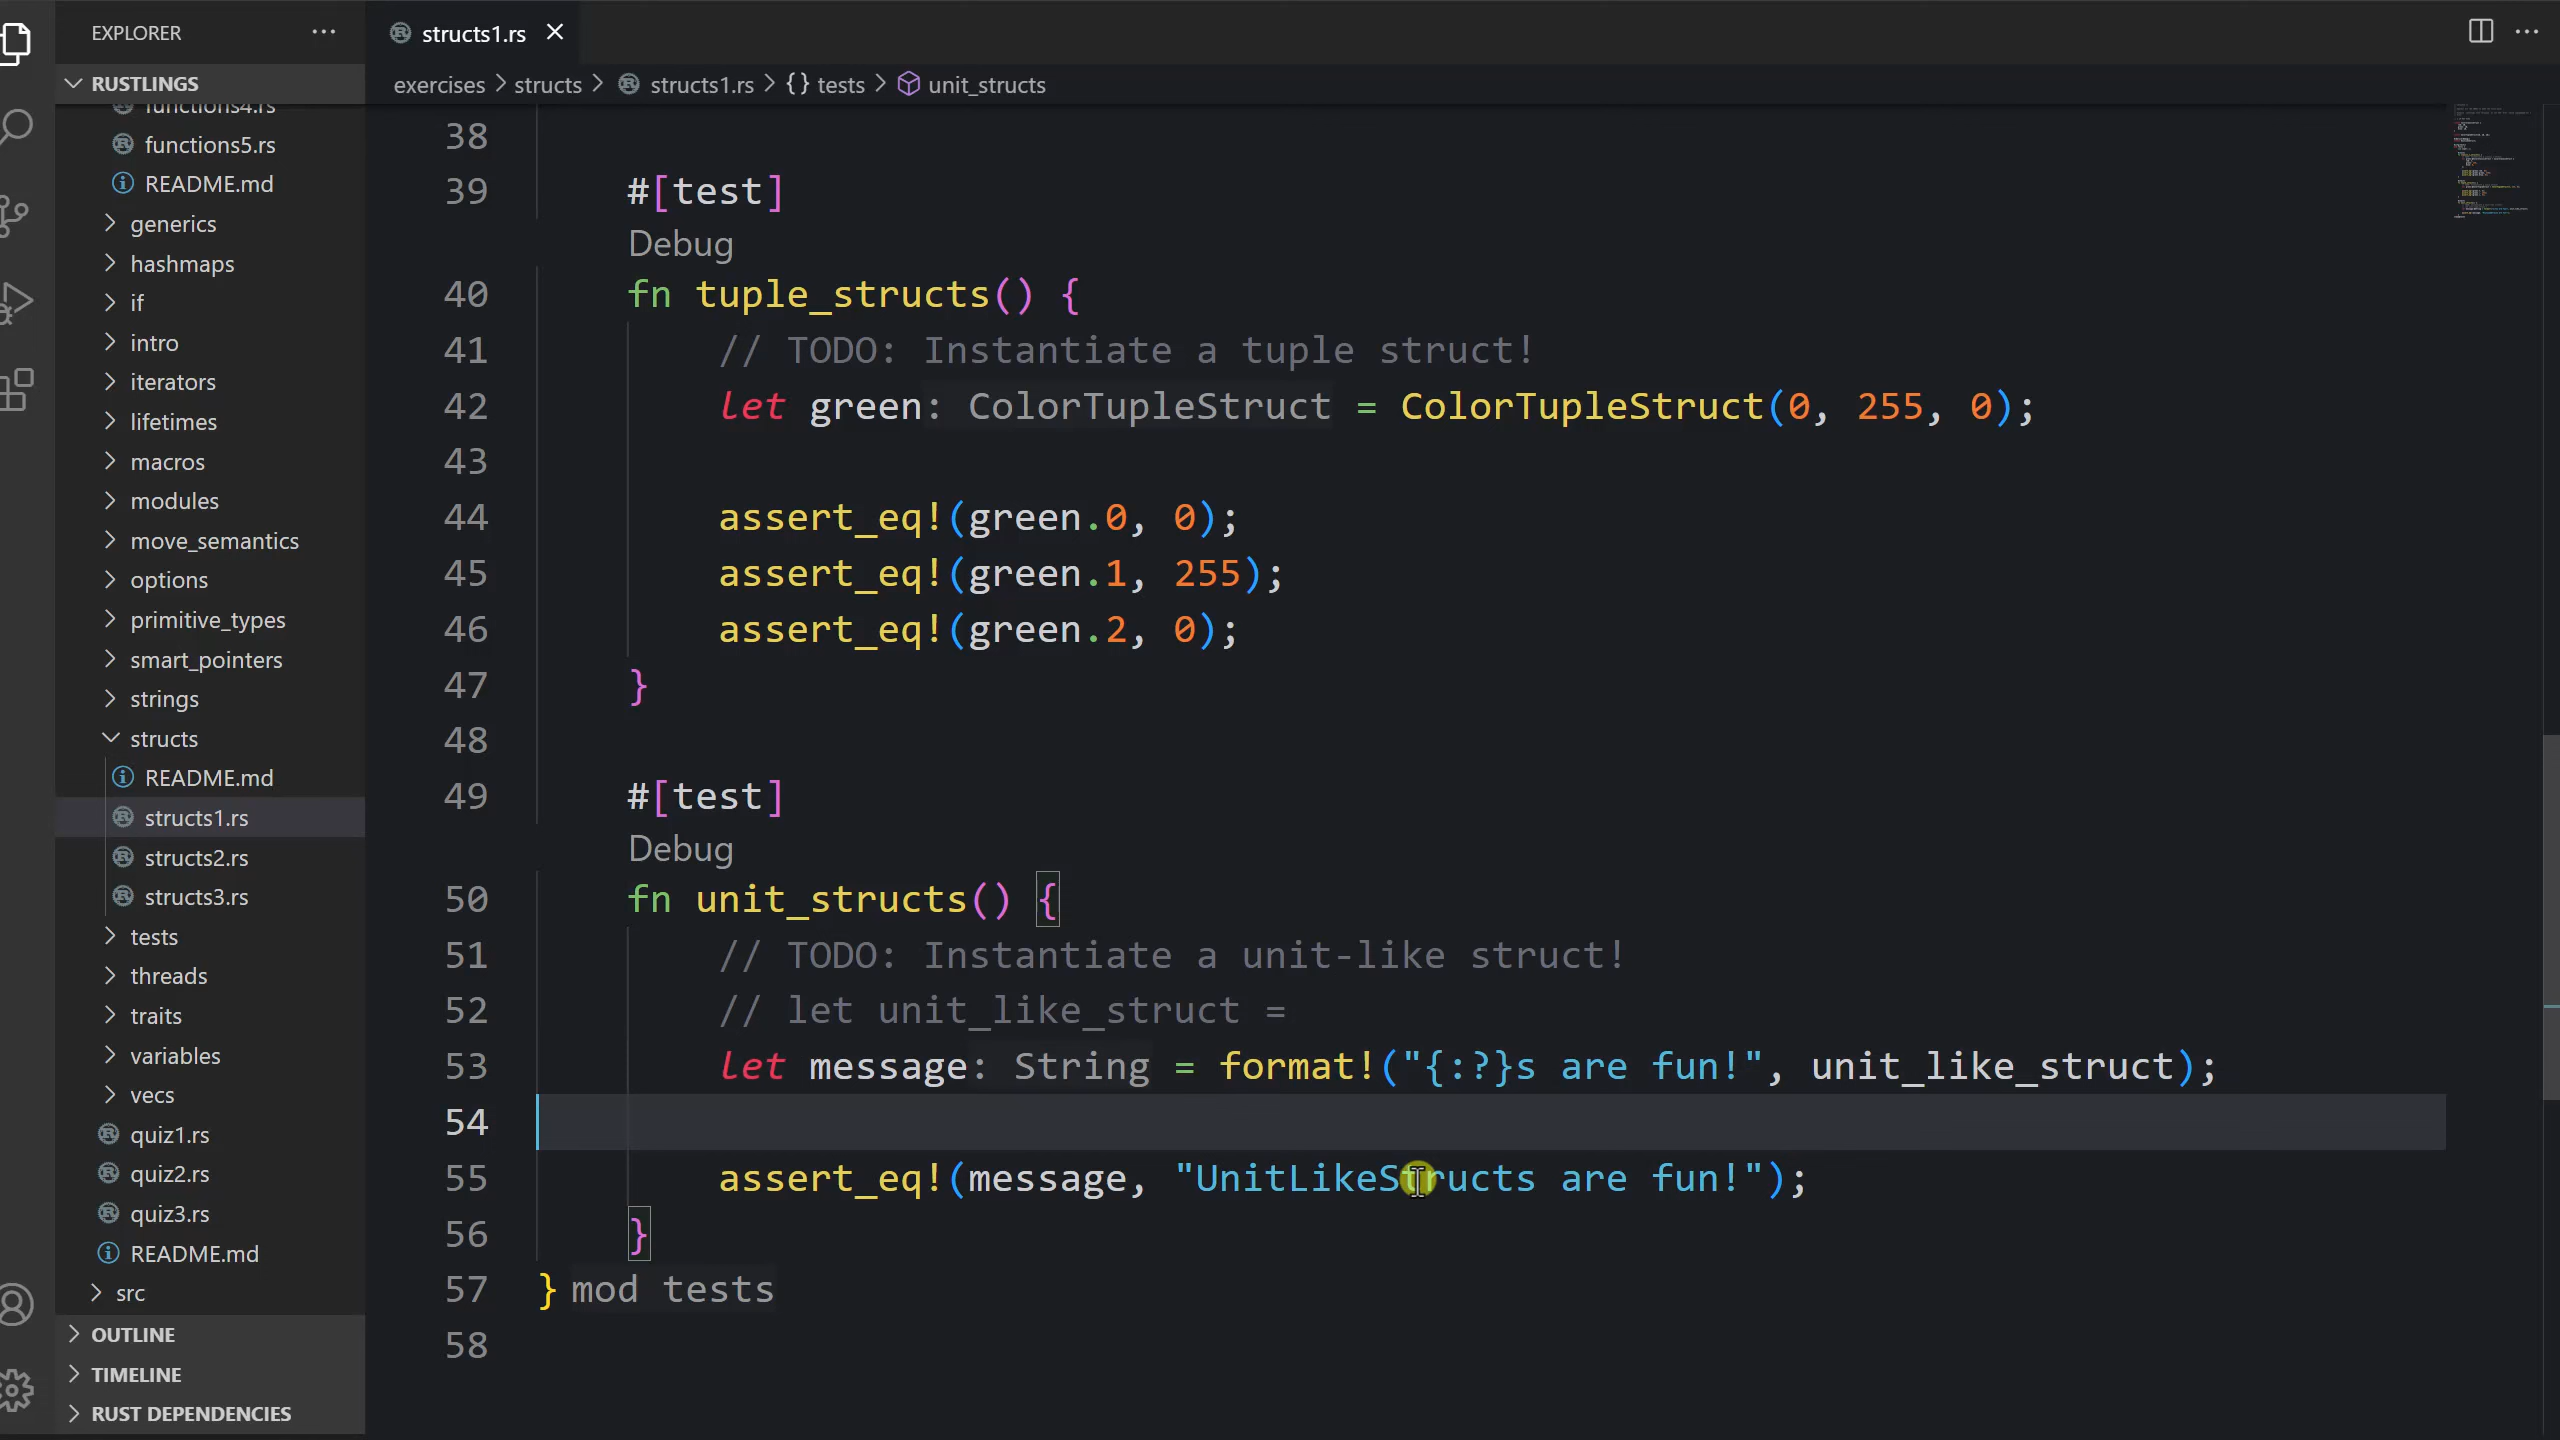 EXPLORER
RUSTLINGS
functions4.rs
functions5.rs
README.md
generics
hashmaps
if
intro
iterators
lifetimes
macros
modules
move_semantics
options
primitive_types
smart_pointers
strings
structs
README.md
structs1.rs
structs2.rs
structs3.rs
tests
threads
traits
variables
vecs
quiz1.rs
quiz2.rs
quiz3.rs
README.md
src
OUTLINE
TIMELINE
RUST DEPENDENCIES
structs1.rs
exercises > structs > structs1.rs > {} tests > unit_structs
38
39 #[test]
Debug
40 fn tuple_structs() {
41 // TODO: Instantiate a tuple struct!
42 let green: ColorTupleStruct = ColorTupleStruct(0, 255, 0);
43
44 assert_eq!(green.0, 0);
45 assert_eq!(green.1, 255);
46 assert_eq!(green.2, 0);
47 }
48
49 #[test]
Debug
50 fn unit_structs() {
51 // TODO: Instantiate a unit-like struct!
52 // let unit_like_struct =
53 let message: String = format!("{:?}s are fun!", unit_like_struct);
54
55 assert_eq!(message, "UnitLikeStructs are fun!");
56 }
57 } mod tests
58